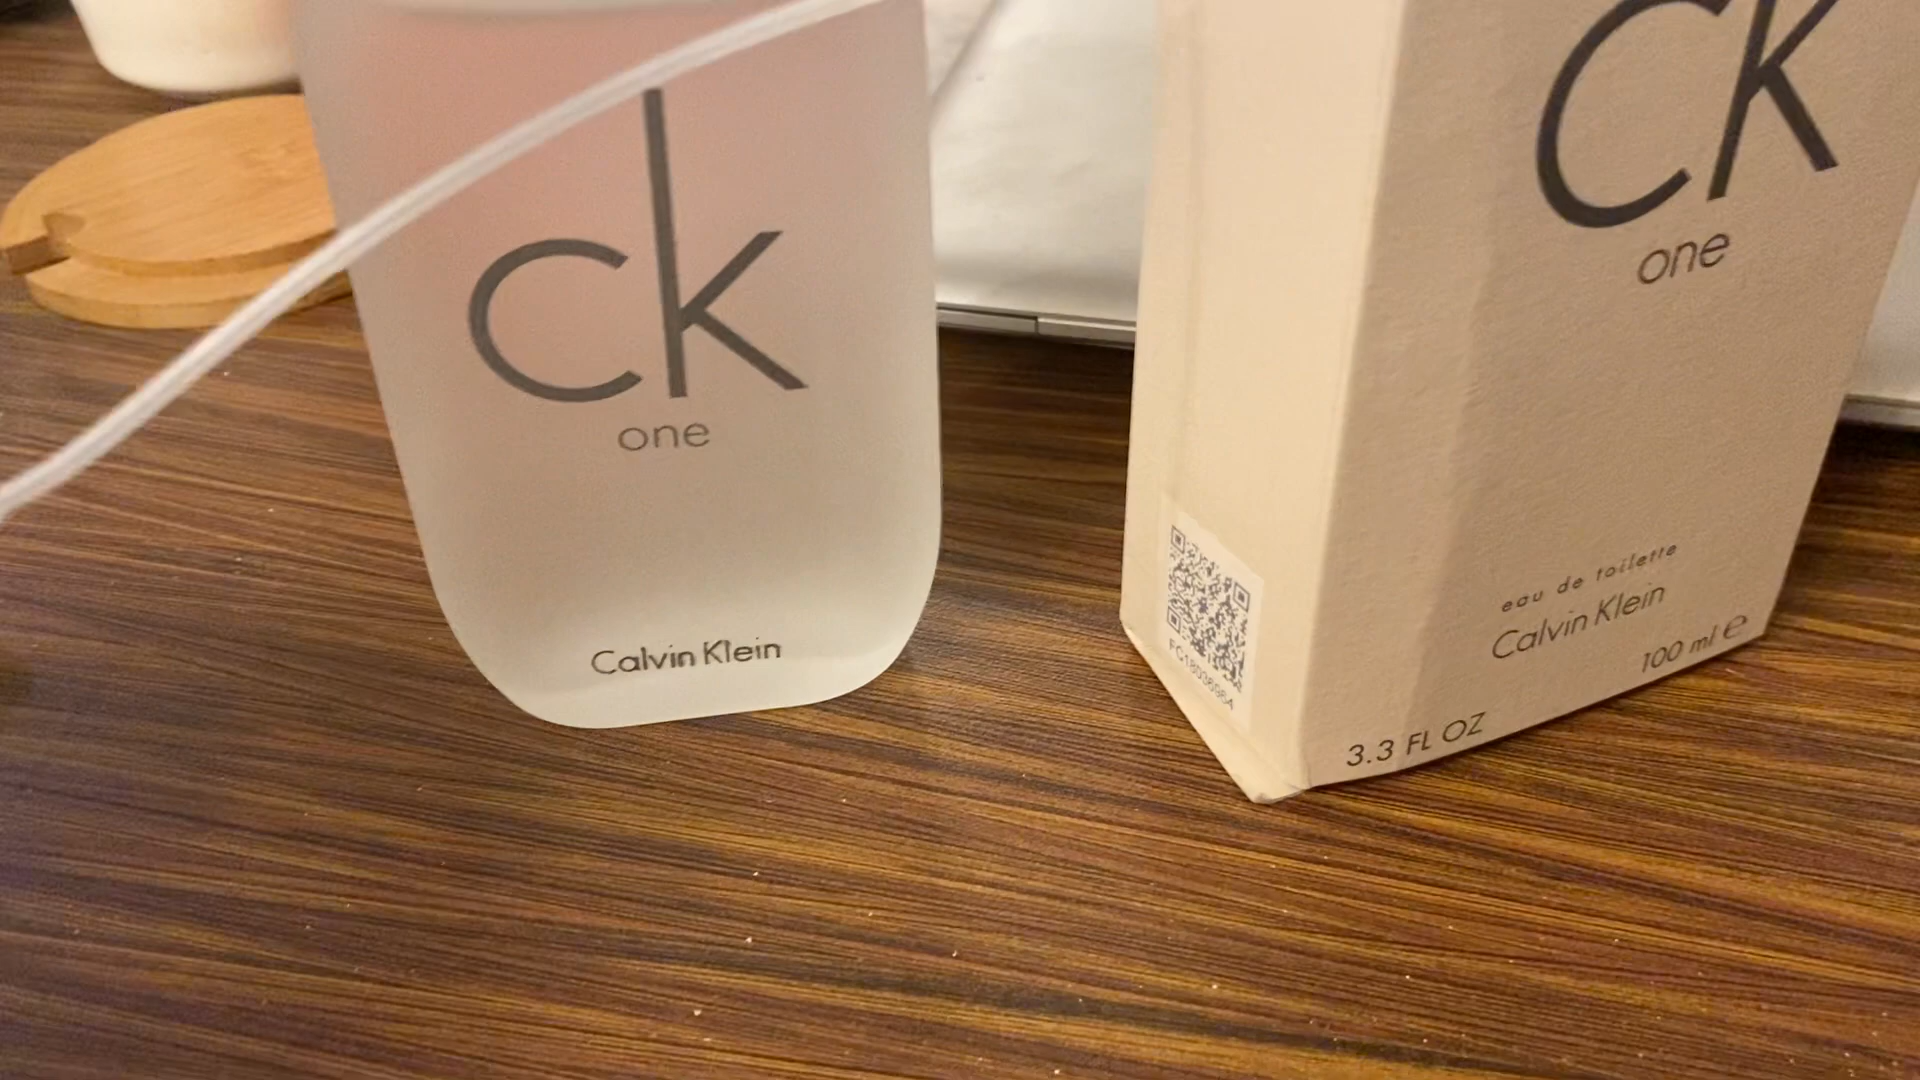 ck
one
Calvin Klein
ck
one
eau de toilette
Calvin Klein
100 ml e
3.3 FL OZ